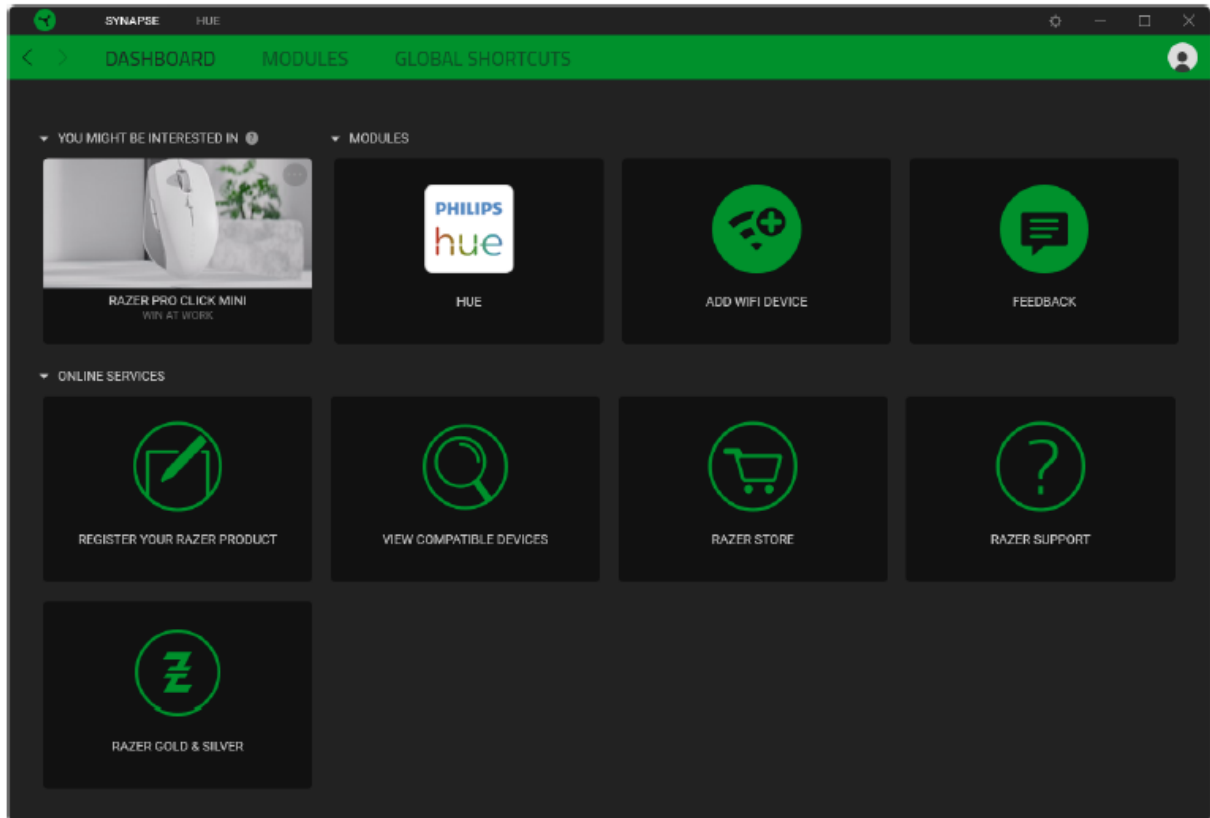 SYNAPSE HUE
DASHBOARD MODULES GLOBAL SHORTCUTS
YOU MIGHT BE INTERESTED IN ?
MODULES
RAZER PRO CLICK MINI
WIN AT WORK
PHILIPS
hue
HUE
ADD WIFI DEVICE
FEEDBACK
ONLINE SERVICES
REGISTER YOUR RAZER PRODUCT
VIEW COMPATIBLE DEVICES
RAZER STORE
?
RAZER SUPPORT
RAZER GOLD & SILVER